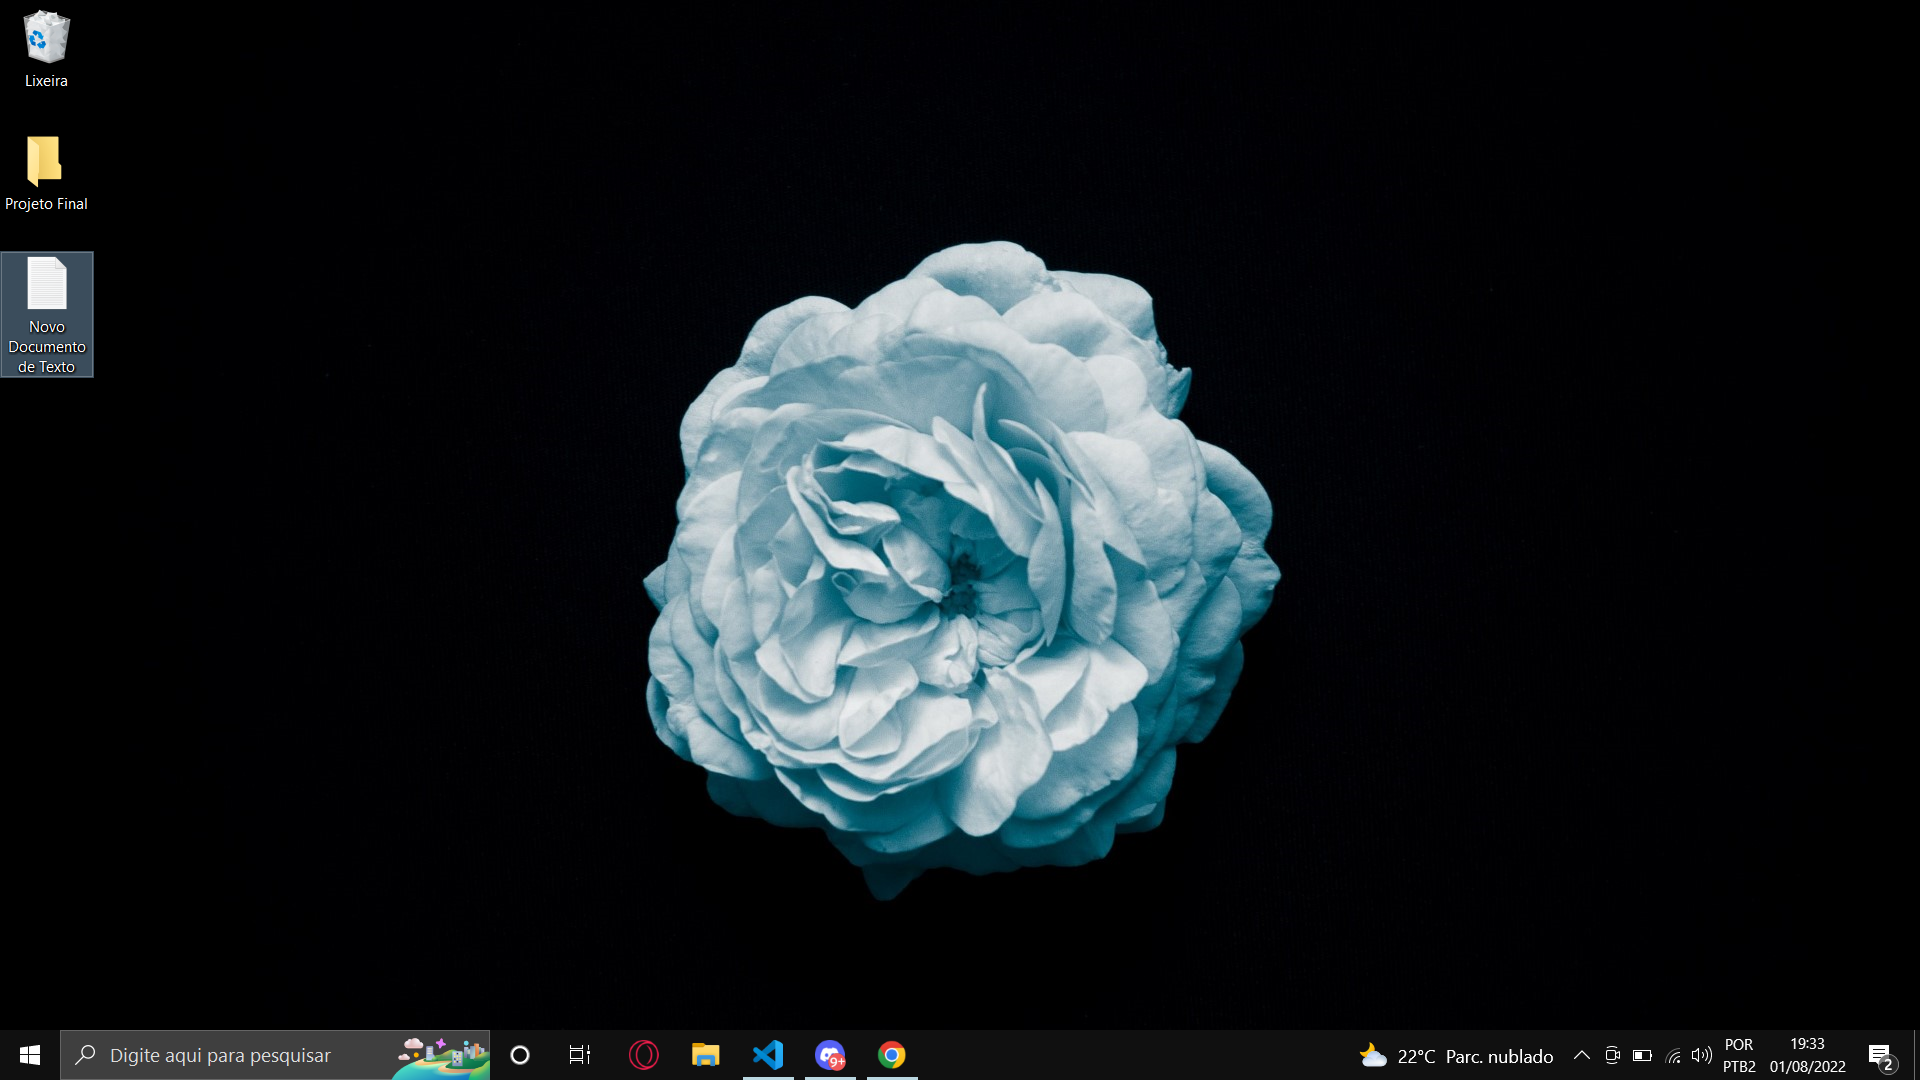 Lixeira
Projeto Final
Novo
Documento
de Texto
Digite aqui para pesquisar
9+
22°C Parc. nublado
POR
PTB2
19:33
01/08/2022
2